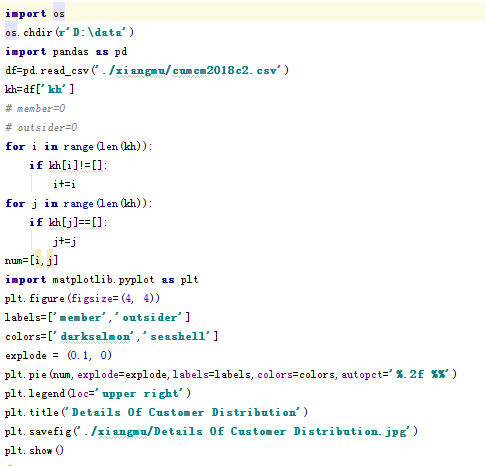 import os
os.chdir(r'D:\data')
import pandas as pd
df=pd.read_csv('./xiangmu/cumcm2018c2.csv')
kh=df['kh']
# member=0
# outsider=0
for i in range(len(kh)):
    if kh[i]!=[]:
        i+=i
for j in range(len(kh)):
    if kh[j]==[]:
        j+=j
num=[i,j]
import matplotlib.pyplot as plt
plt.figure(figsize=(4, 4))
labels=['member','outsider']
colors=['darksalmon','seashell']
explode = (0.1, 0)
plt.pie(num,explode=explode,labels=labels,colors=colors,autopct='%.2f %%')
plt.legend(loc='upper right')
plt.title('Details Of Customer Distribution')
plt.savefig('./xiangmu/Details Of Customer Distribution.jpg')
plt.show()